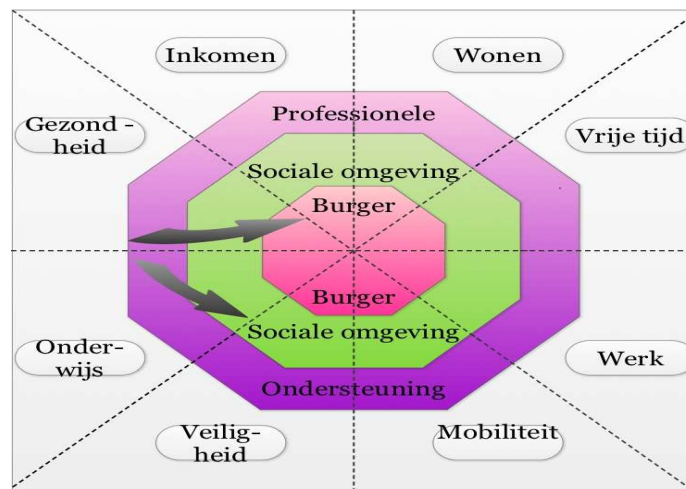 Inkomen
Wonen
Gezond -
heid
Vrije tijd
Professionele
Sociale omgeving
Burger
Burger
Sociale omgeving
Ondersteuning
Onder-
wijs
Werk
Veilig-
heid
Mobiliteit